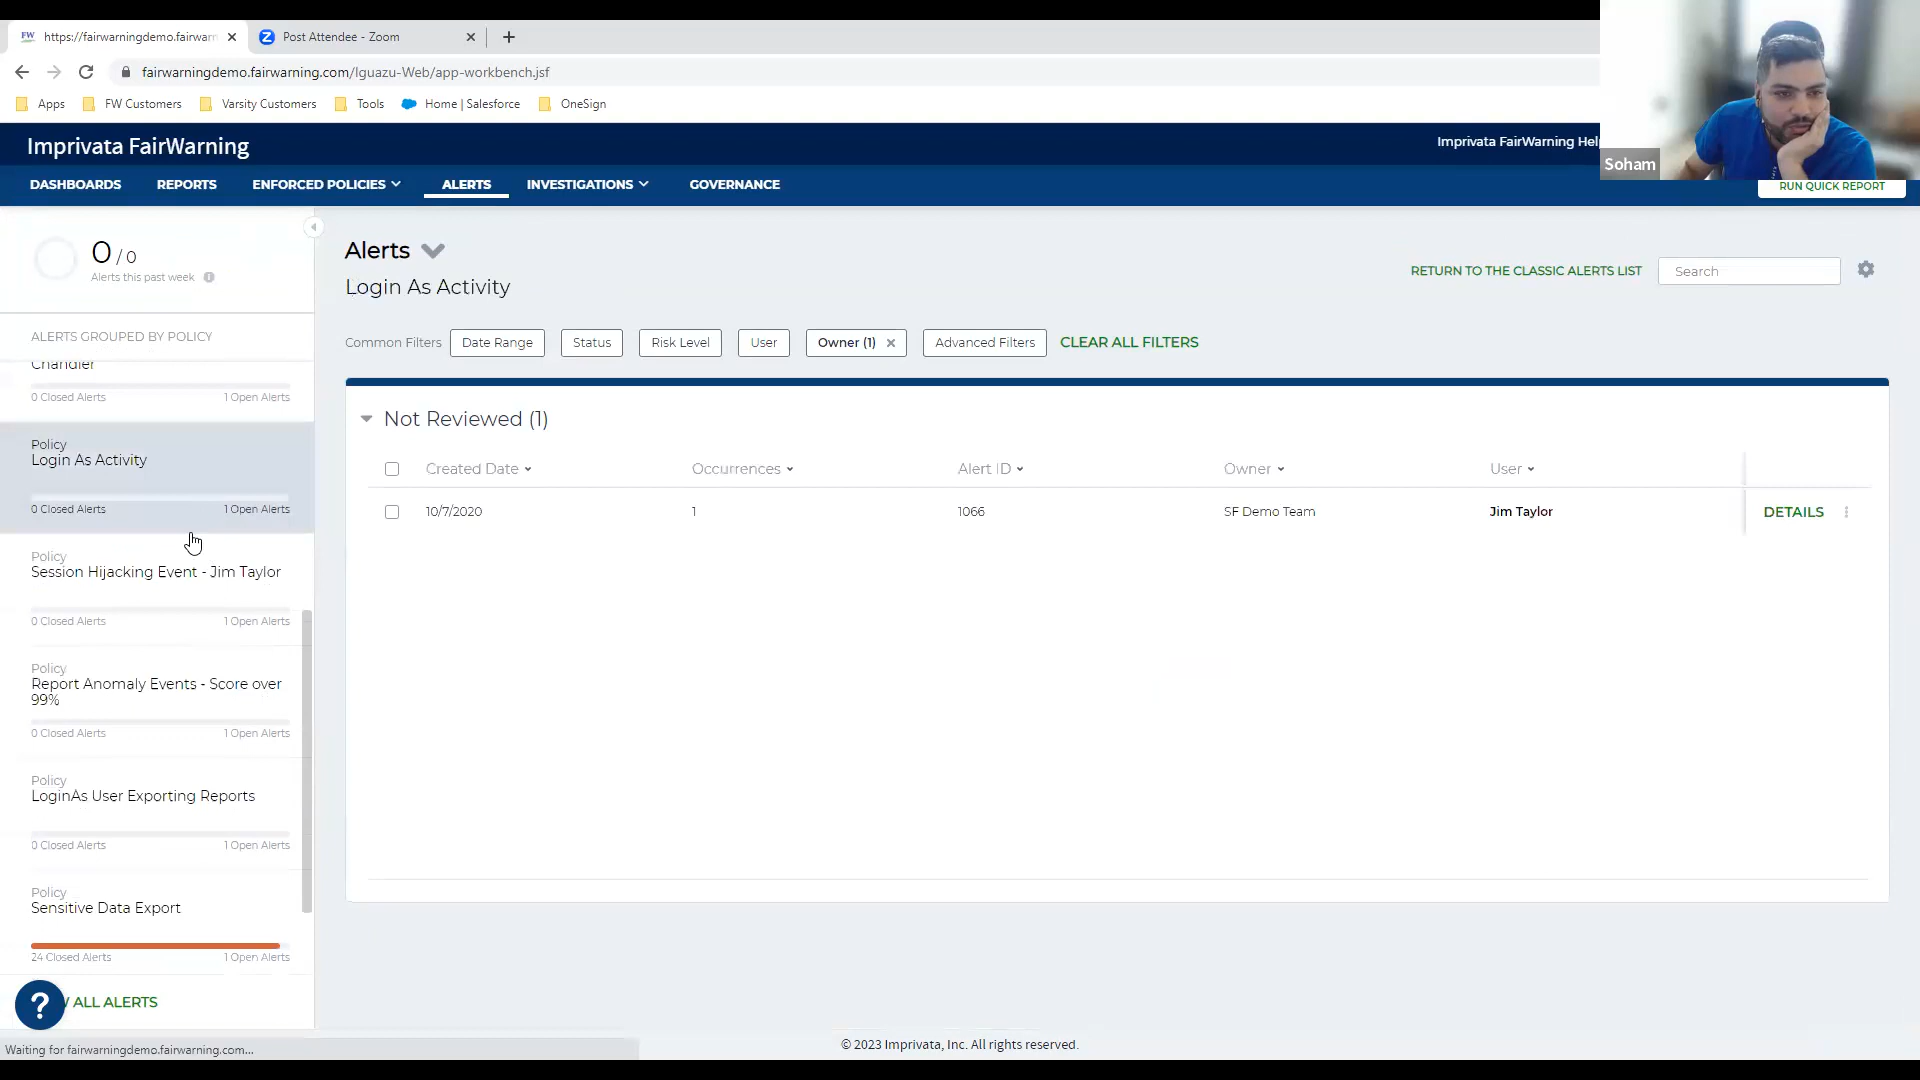 FW https://fairwarningdemo.fairwarn
Post Attendee - Zoom
fairwarningdemo.fairwarning.com/Iguazu-Web/app-workbench.jsf
Apps FW Customers Varsity Customers Tools Home | Salesforce OneSign
Imprivata FairWarning
Imprivata FairWarning Help
Soham
DASHBOARDS REPORTS ENFORCED POLICIES ALERTS INVESTIGATIONS GOVERNANCE
RUN QUICK REPORT
0 / 0
Alerts this past week
Alerts
Login As Activity
RETURN TO THE CLASSIC ALERTS LIST
Search
ALERTS GROUPED BY POLICY
Chandler
0 Closed Alerts 1 Open Alerts
Policy
Login As Activity
0 Closed Alerts 1 Open Alerts
Policy
Session Hijacking Event - Jim Taylor
0 Closed Alerts 1 Open Alerts
Policy
Report Anomaly Events - Score over
99%
0 Closed Alerts 1 Open Alerts
Policy
LoginAs User Exporting Reports
0 Closed Alerts 1 Open Alerts
Policy
Sensitive Data Export
24 Closed Alerts 1 Open Alerts
ALL ALERTS
?
Common Filters Date Range Status Risk Level User Owner (1) Advanced Filters CLEAR ALL FILTERS
Not Reviewed (1)
Created Date Occurrences Alert ID Owner User
10/7/2020 1 1066 SF Demo Team Jim Taylor DETAILS
Waiting for fairwarningdemo.fairwarning.com...
© 2023 Imprivata, Inc. All rights reserved.